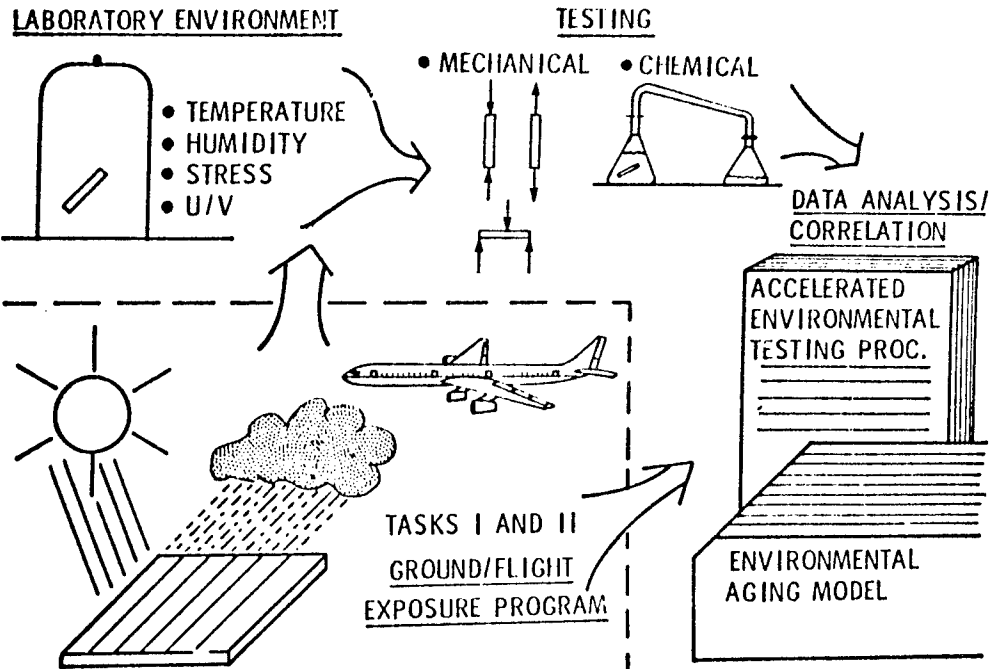 LABORATORY ENVIRONMENT
• TEMPERATURE
• HUMIDITY
• STRESS
• U/V
TESTING
• MECHANICAL • CHEMICAL
DATA ANALYSIS/
CORRELATION
ACCELERATED
ENVIRONMENTAL
TESTING PROC.
ENVIRONMENTAL
AGING MODEL
TASKS I AND II
GROUND/FLIGHT
EXPOSURE PROGRAM